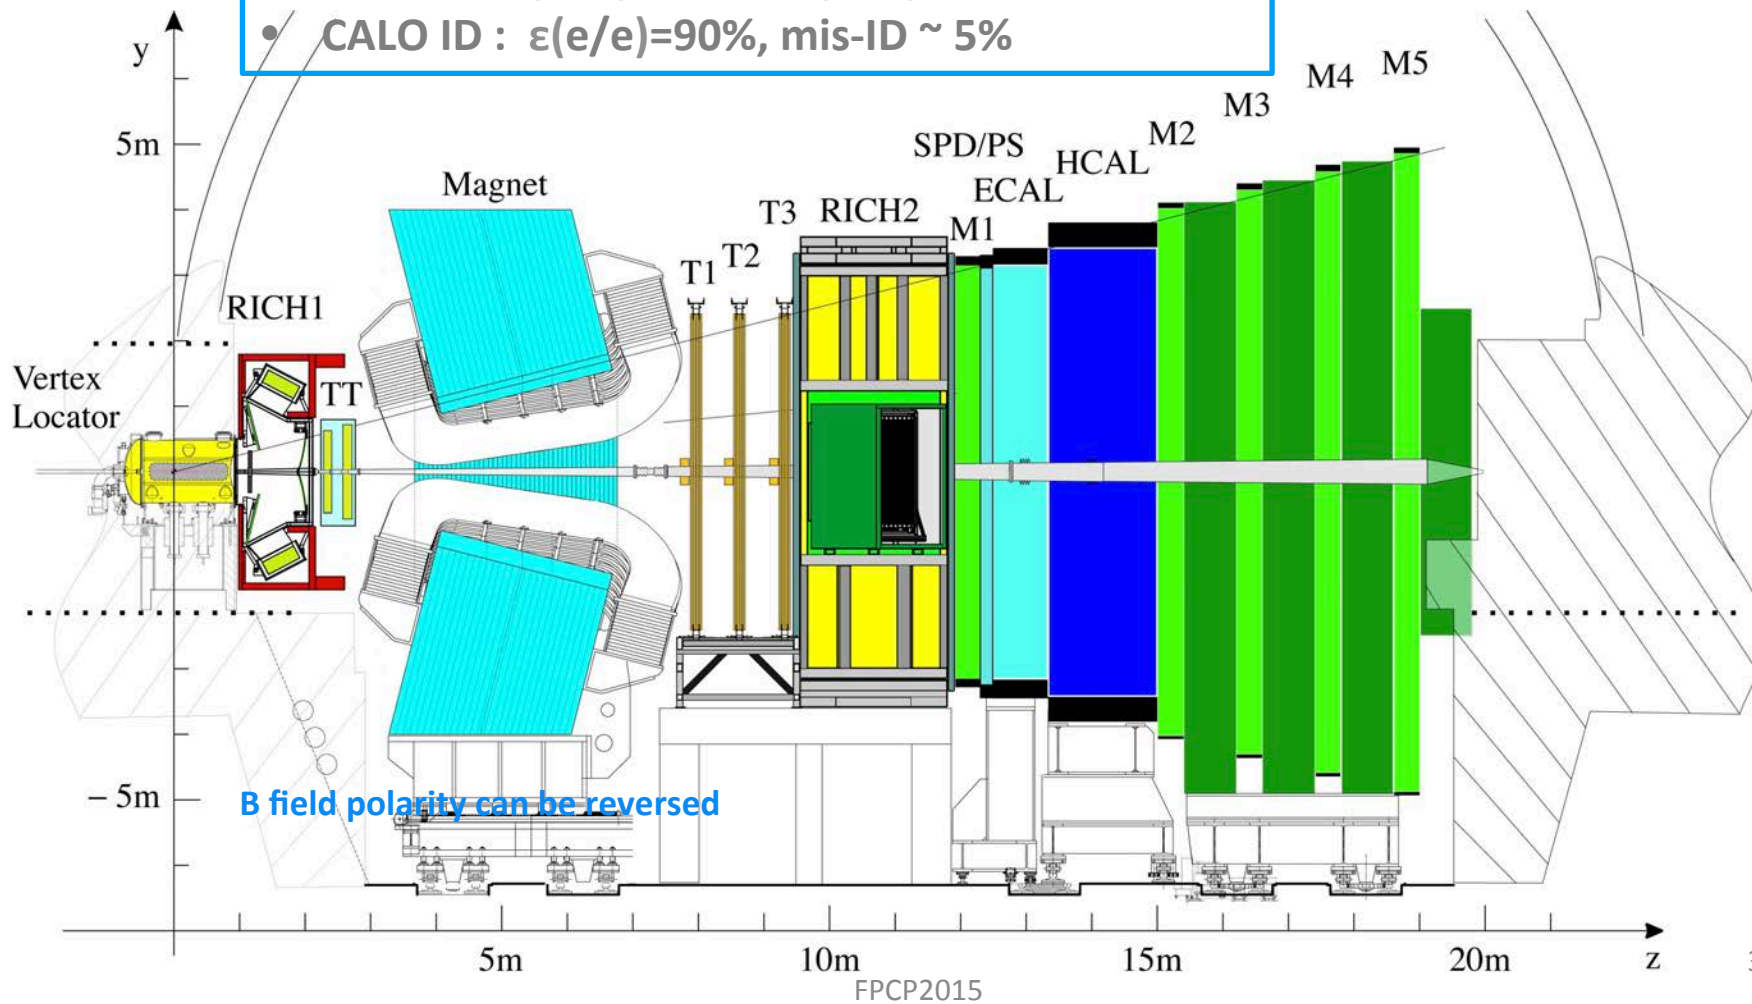 • CALO ID : ε(e/e)=90%, mis-ID ~ 5%
y
M5
M4
M3
M2
5m
SPD/PS
HCAL
ECAL
Magnet
T3
RICH2
M1
T2
T1
RICH1
Vertex
Locator
TT
– 5m
B field polarity can be reversed
5m
10m
15m
20m
z
FPCP2015